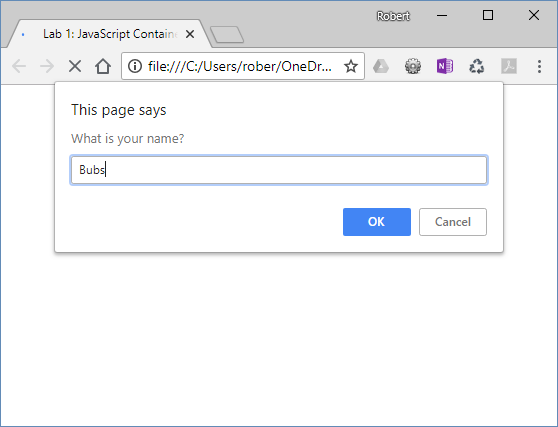 Robert
Lab 1: JavaScript Containe
file:///C:/Users/rober/OneDr...
This page says
What is your name?
Bubs
OK
Cancel